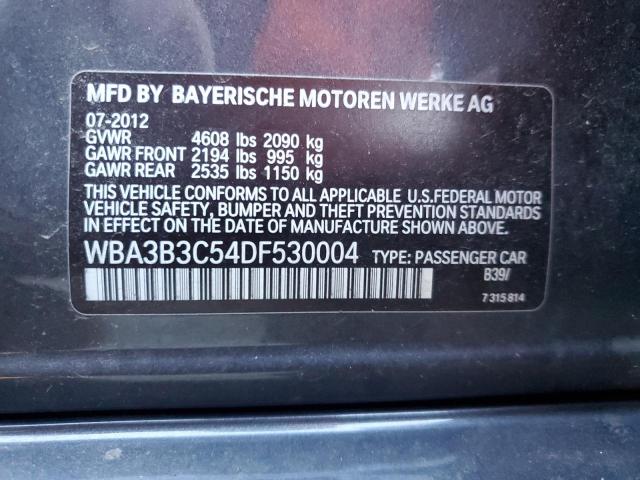 MFD BY BAYERISCHE MOTOREN WERKE AG
07-2012
GVWR 4608 lbs 2090 kg
GAWR FRONT 2194 lbs 995 kg
GAWR REAR 2535 lbs 1150 kg
THIS VEHICLE CONFORMS TO ALL APPLICABLE U.S.FEDERAL MOTOR
VEHICLE SAFETY, BUMPER AND THEFT PREVENTION STANDARDS
IN EFFECT ON THE DATE OF MANUFACTURE SHOWN ABOVE.
WBA3B3C54DF530004 TYPE: PASSENGER CAR
B39/
7 315 814